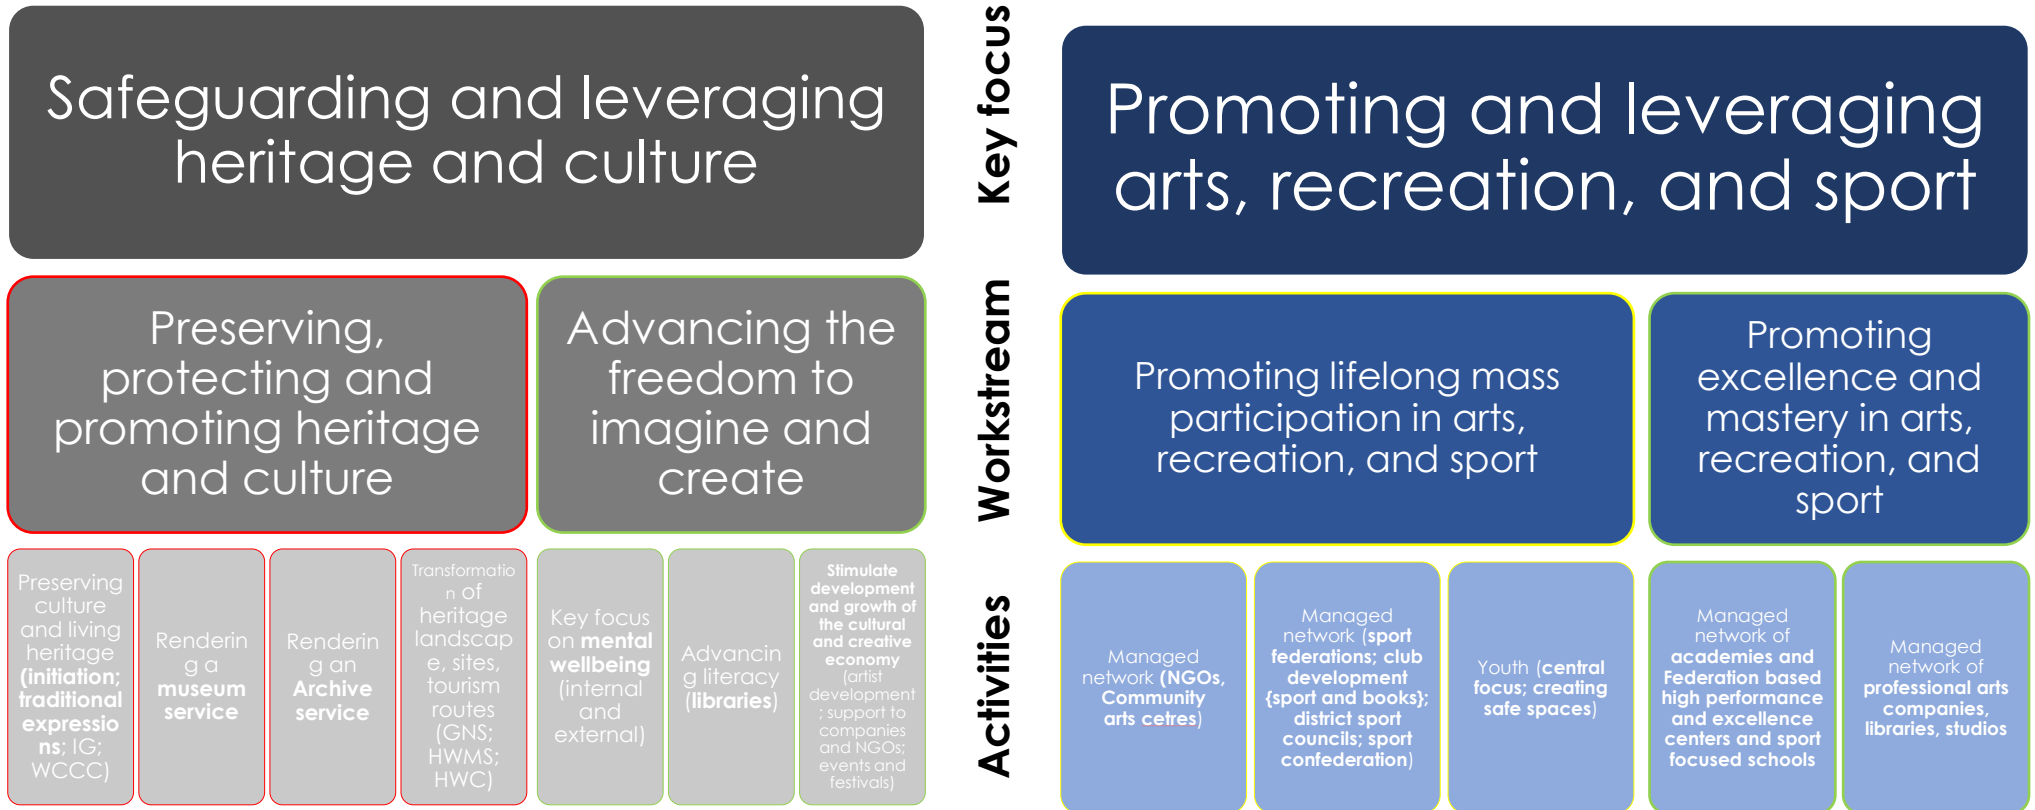 Safeguarding and leveraging
heritage and culture
Key focus
Promoting and leveraging
arts, recreation, and sport
Preserving,
protecting and
promoting heritage
and culture
Advancing the
freedom to
imagine and
create
Workstream
Promoting lifelong mass
participation in arts,
recreation, and sport
Promoting
excellence and
mastery in arts,
recreation, and
sport
Preserving
culture
and living
heritage
(initiation;
traditional
expressio
ns; IG;
WCCC)
Renderin
g a
museum
service
Renderin
g an
Archive
service
Transformatio
n of
heritage
landscap
e, sites,
tourism
routes
(GNS;
HWMS;
HWC)
Key focus
on mental
wellbeing
(internal
and
external)
Advancin
g literacy
(libraries)
Stimulate
development
and growth of
the cultural
and creative
economy
(artist
development
; support to
companies
and NGOs;
events and
festivals)
Activities
Managed
network (NGOs,
Community
arts cetres)
Managed
network (sport
federations; club
development
{sport and books};
district sport
councils; sport
confederation)
Youth (central
focus; creating
safe spaces)
Managed
network of
academies and
Federation based
high performance
and excellence
centers and sport
focused schools
Managed
network of
professional arts
companies,
libraries, studios